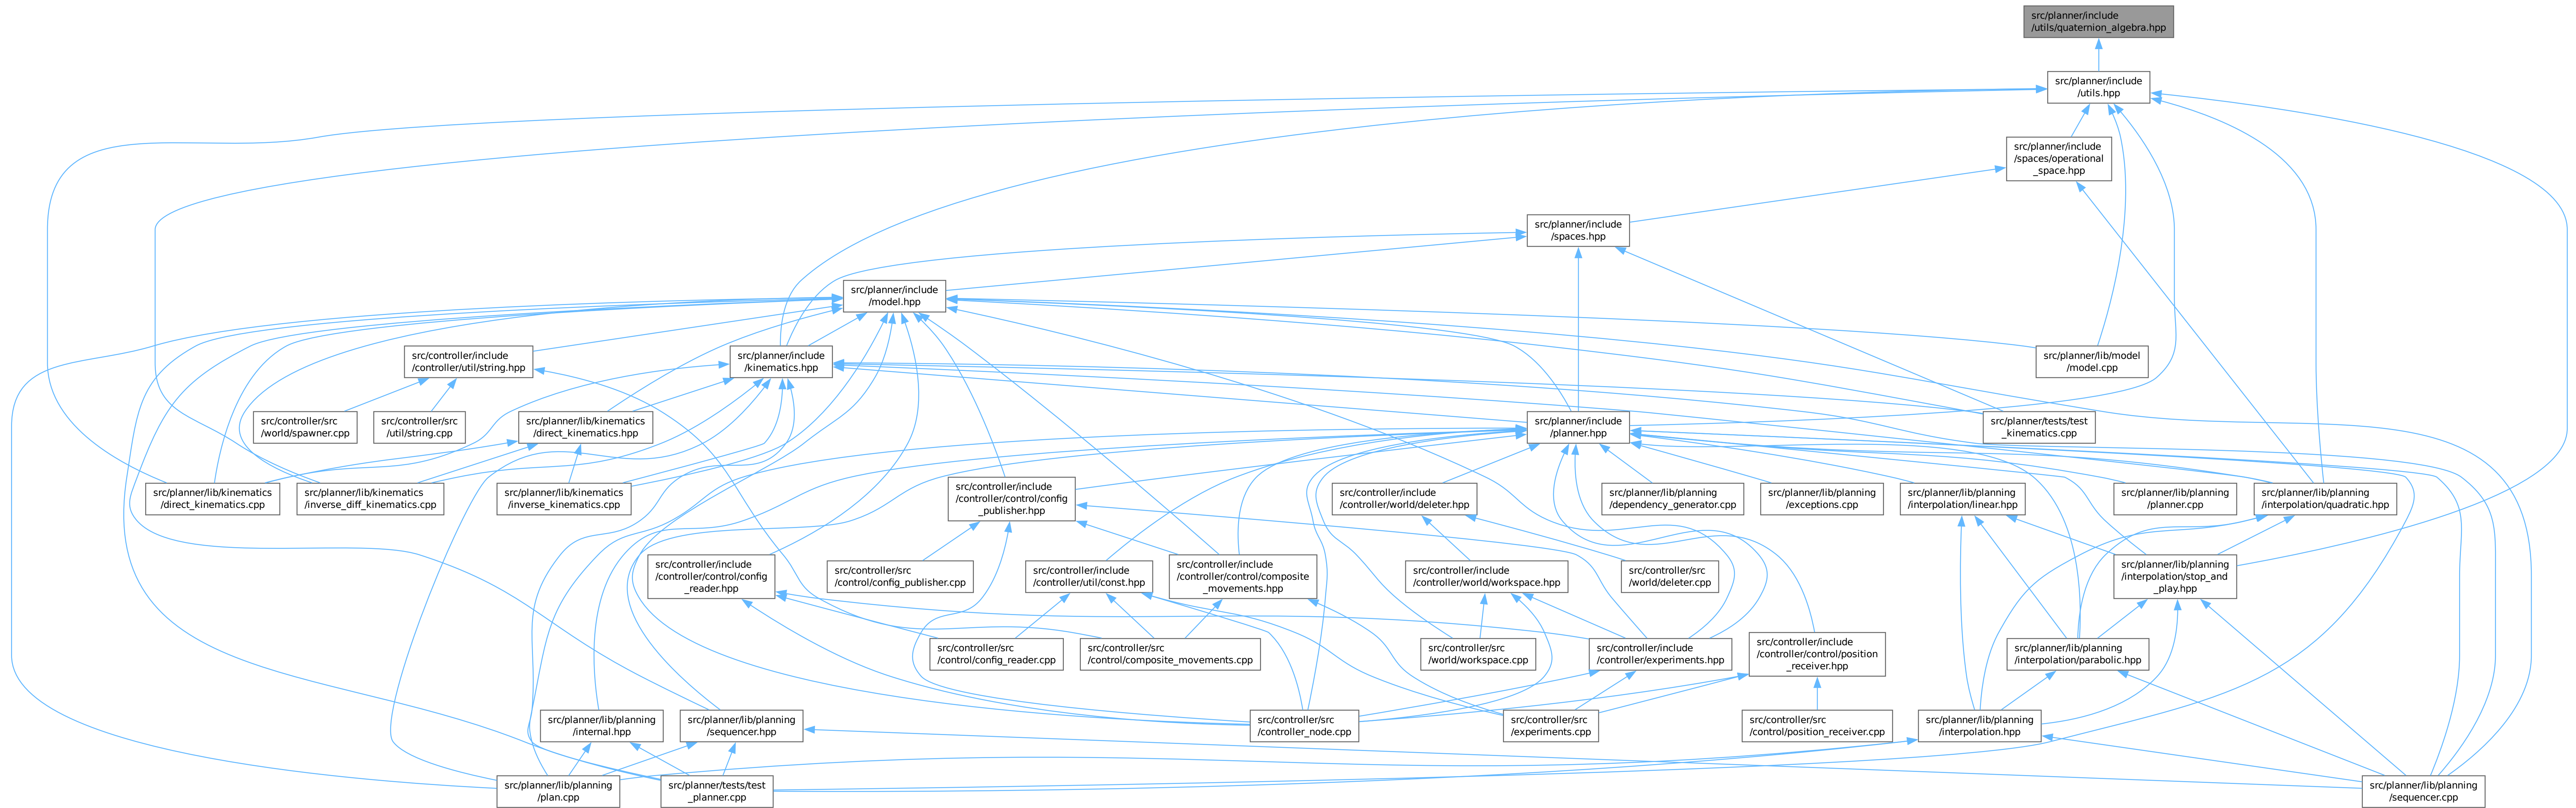 src/planner/include
/utils/quaternion_algebra.hpp
src/planner/include
/utils.hpp
src/planner/include
/spaces/operational
_space.hpp
src/planner/include
/spaces.hpp
src/planner/include
/model.hpp
src/controller/include
/controller/util/string.hpp
src/planner/include
/kinematics.hpp
src/planner/lib/model
/model.cpp
src/controller/src
/world/spawner.cpp
src/controller/src
/util/string.cpp
src/planner/lib/kinematics
/direct_kinematics.hpp
src/planner/include
/planner.hpp
src/planner/tests/test
_kinematics.cpp
src/planner/lib/kinematics
/direct_kinematics.cpp
src/planner/lib/kinematics
/inverse_diff_kinematics.cpp
src/planner/lib/kinematics
/inverse_kinematics.cpp
src/controller/include
/controller/control/config
_publisher.hpp
src/controller/include
/controller/world/deleter.hpp
src/planner/lib/planning
/dependency_generator.cpp
src/planner/lib/planning
/exceptions.cpp
src/planner/lib/planning
/interpolation/linear.hpp
src/planner/lib/planning
/planner.cpp
src/planner/lib/planning
/interpolation/quadratic.hpp
src/controller/include
/controller/control/config
_reader.hpp
src/controller/src
/control/config_publisher.cpp
src/controller/include
/controller/util/const.hpp
src/controller/include
/controller/control/composite
_movements.hpp
src/controller/include
/controller/world/workspace.hpp
src/controller/src
/world/deleter.cpp
src/planner/lib/planning
/interpolation/stop_and
_play.hpp
src/controller/src
/control/config_reader.cpp
src/controller/src
/control/composite_movements.cpp
src/controller/src
/world/workspace.cpp
src/controller/include
/controller/experiments.hpp
src/controller/include
/controller/control/position
_receiver.hpp
src/planner/lib/planning
/interpolation/parabolic.hpp
src/planner/lib/planning
/internal.hpp
src/planner/lib/planning
/sequencer.hpp
src/controller/src
/controller_node.cpp
src/controller/src
/experiments.cpp
src/controller/src
/control/position_receiver.cpp
src/planner/lib/planning
/interpolation.hpp
src/planner/lib/planning
/plan.cpp
src/planner/tests/test
_planner.cpp
src/planner/lib/planning
/sequencer.cpp